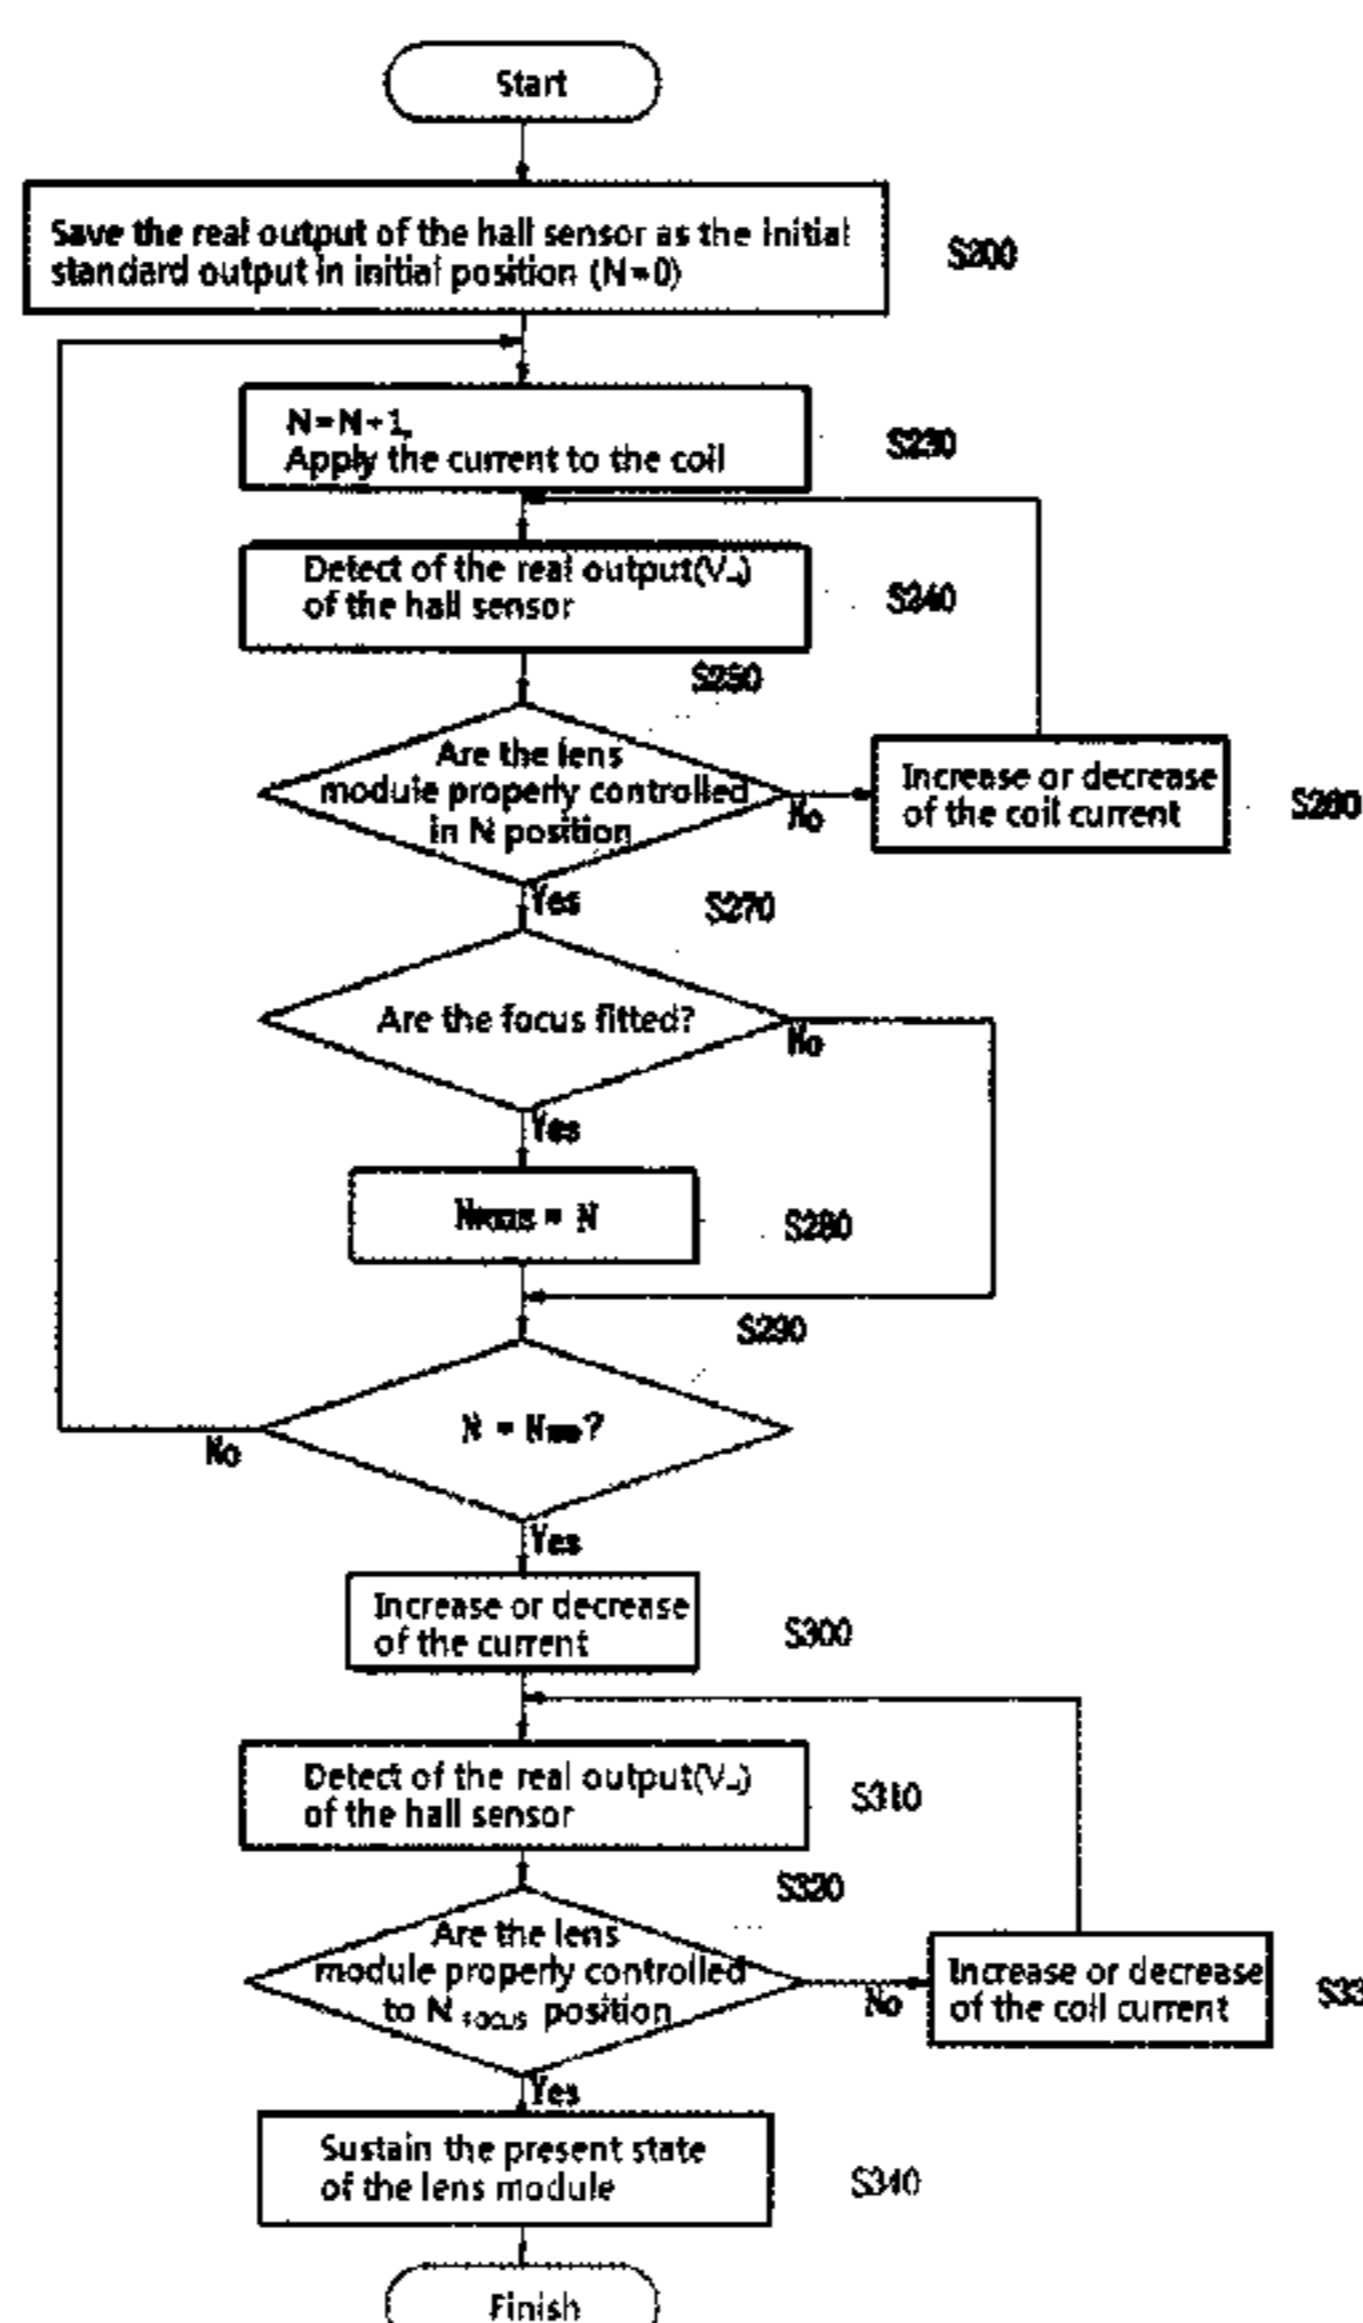 Start
Save the real output of the hall sensor as the initial
standard output in initial position (N=0)
S200
N=N+1,
Apply the current to the coil
S230
Detect of the real output(V
of the hall sensor
S240
S250
Are the lens
module properly controlled
in N position
No
Increase or decrease
of the coil current
S260
Yes
S270
Are the focus fitted?
No
Yes
= N
S280
S290
N =
No
Yes
Increase or decrease
of the current
S300
Detect of the real output(V
of the hall sensor
S310
S320
Are the lens
module properly controlled
to N FOCUS position
No
Increase or decrease
of the coil current
S33
Yes
Sustain the present state
of the lens module
S340
Finish